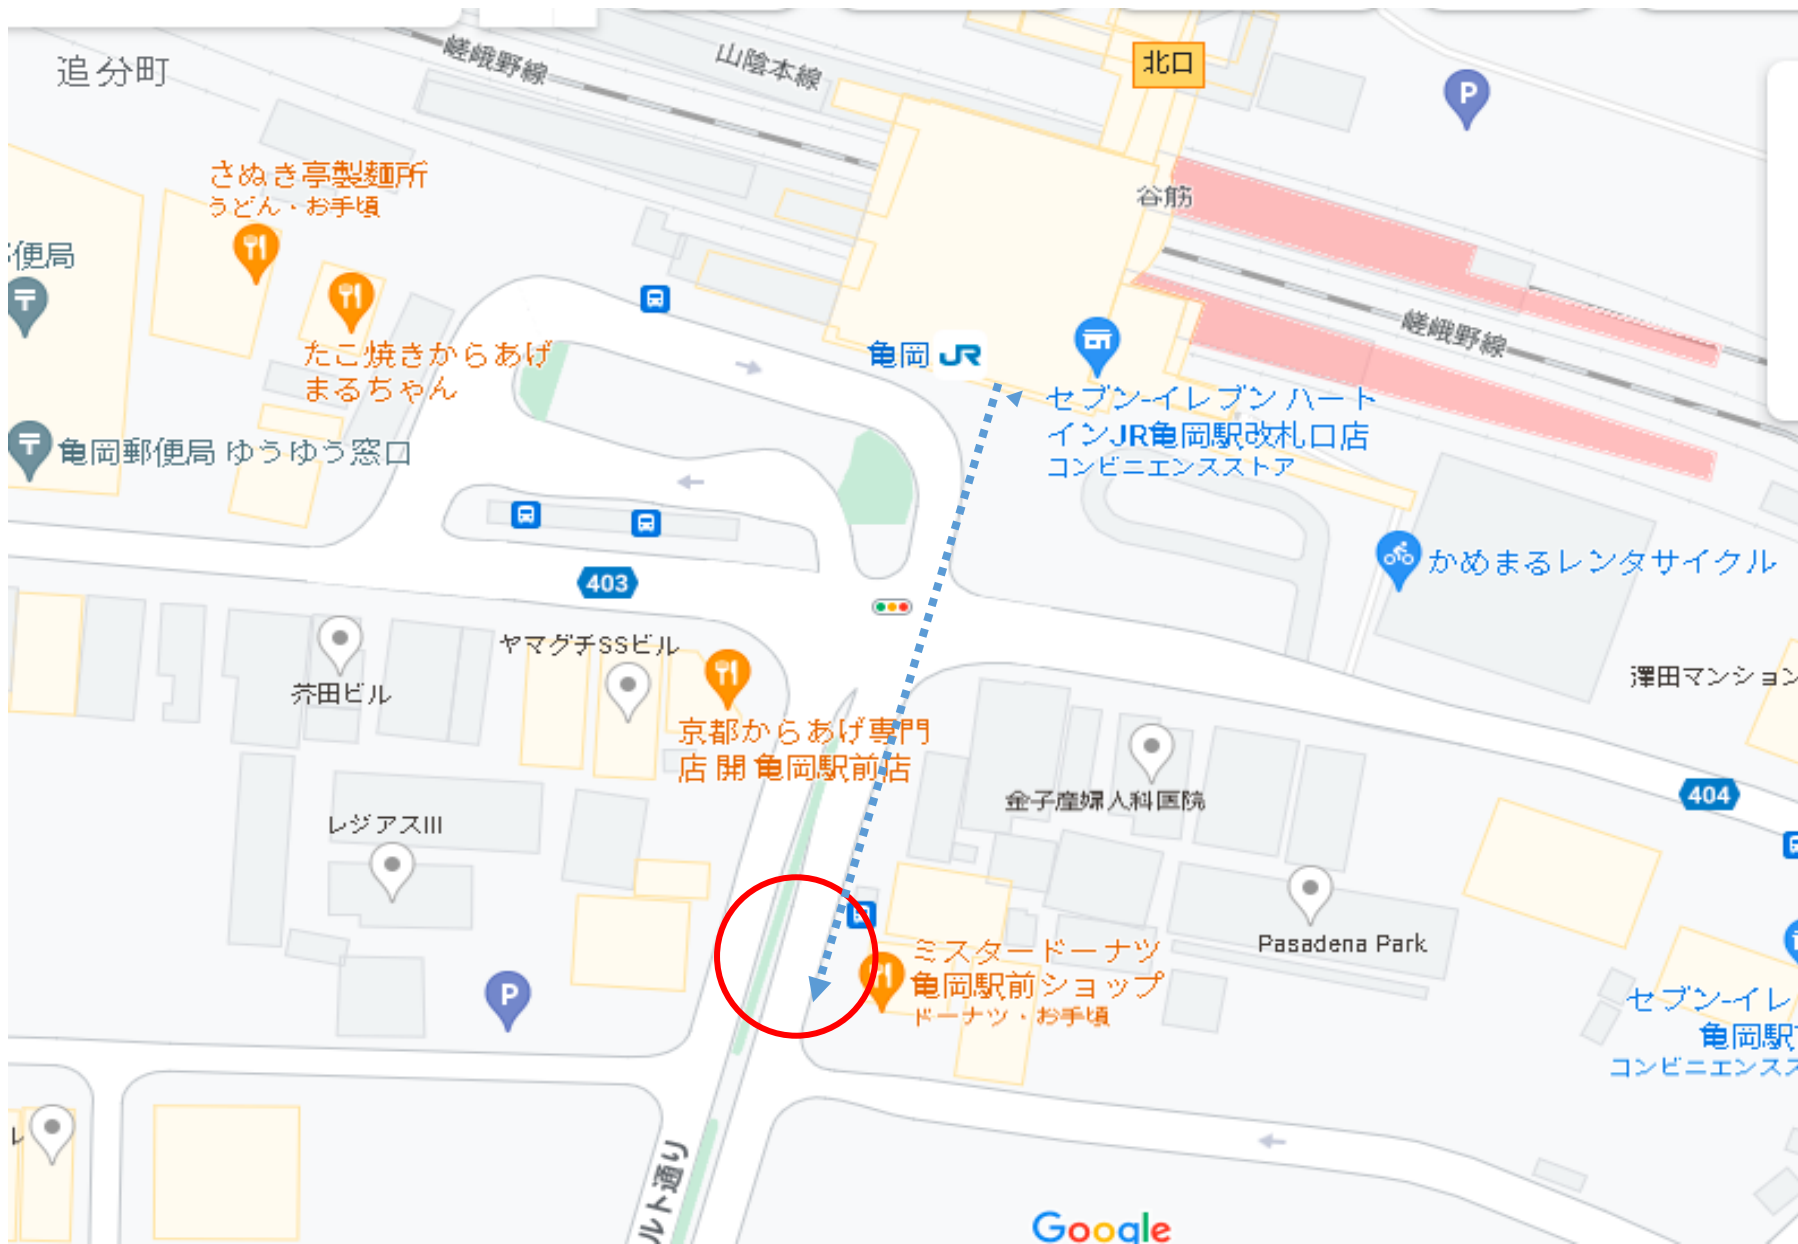 嵯峨野線
山陰本線
北口
追分町
P
さぬき亭製麺所
うどん・お手頃
谷筋
便局
たこ焼きからあげ
まるちゃん
亀岡 JR
嵯峨野線
セブン-イレブン ハート
インJR亀岡駅改札口店
コンビニエンスストア
亀岡郵便局 ゆうゆう窓口
403
かめまるレンタサイクル
ヤマグチSSビル
芥田ビル
澤田マンション
京都からあげ専門
店 開 亀岡駅前店
金子産婦人科医院
404
レジアスIII
Pasadena Park
ミスタードーナツ
亀岡駅前ショップ
ドーナツ・お手頃
P
セブン-イレ
亀岡駅
コンビニエンスス
ルト通り
Google